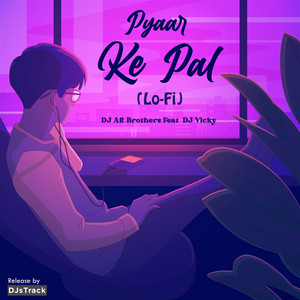 Pyaar
Ke Pal
(Lo-Fi)
DJ AR Brothers Feat DJ Vicky
Release by
DJsTrack